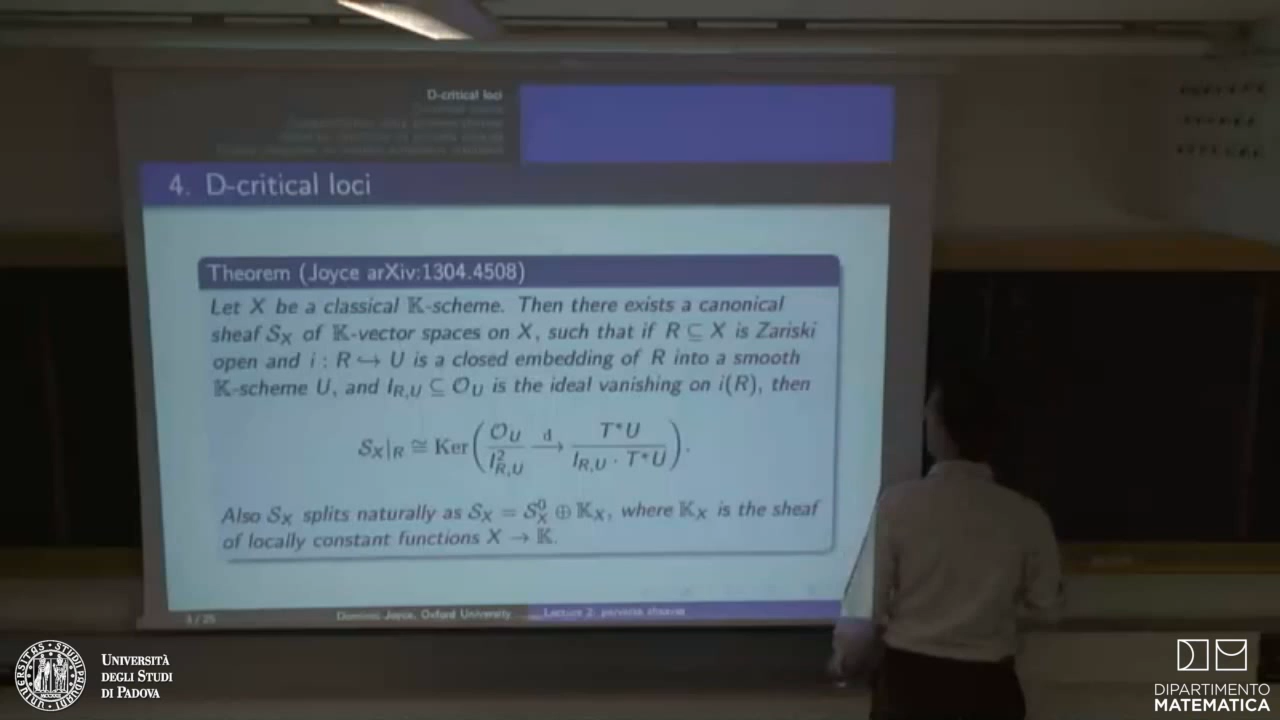 D-critical loci
4. D-critical loci
Theorem (Joyce arXiv:1304.4508)
Let X be a classical 𝕂-scheme. Then there exists a canonical
sheaf S_X of 𝕂-vector spaces on X, such that if R ⊆ X is Zariski
open and i : R ↪ U is a closed embedding of R into a smooth
𝕂-scheme U, and I_{R,U} ⊆ O_U is the ideal vanishing on i(R), then
S_X|_R ≅ Ker( O_U / I²_{R,U} →^d T*U / I_{R,U} · T*U ).
Also S_X splits naturally as S_X = S⁰_X ⊕ 𝕂_X, where 𝕂_X is the sheaf
of locally constant functions X → 𝕂.
/ 25 Dominic Joyce, Oxford University Lecture 2: perverse sheaves
UNIVERSITÀ
DEGLI STUDI
DI PADOVA
DIPARTIMENTO
MATEMATICA